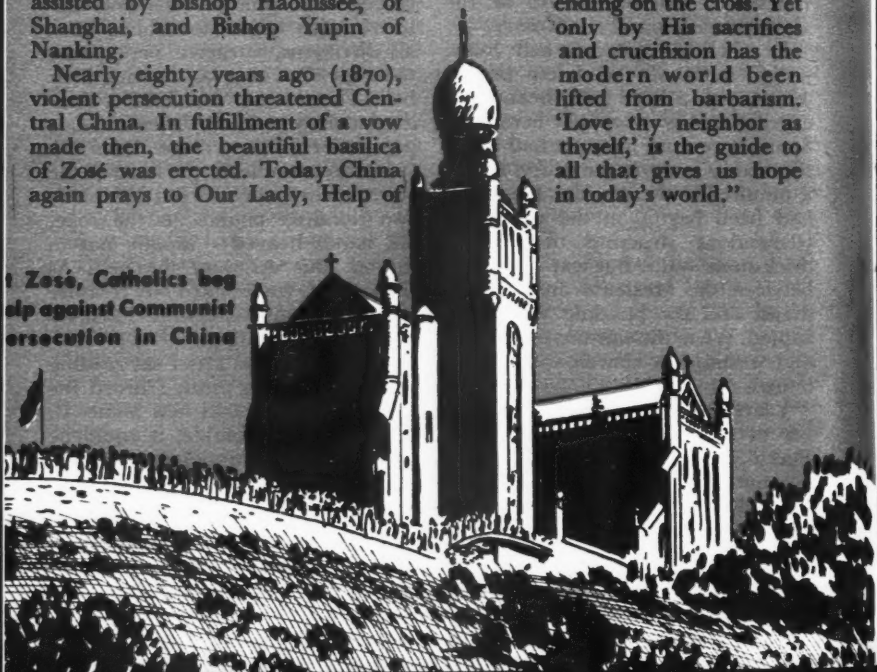 assisted by Bishop Haouissée, of
Shanghai, and Bishop Yupin of
Nanking.
Nearly eighty years ago (1870),
violent persecution threatened Cen-
tral China. In fulfillment of a vow
made then, the beautiful basilica
of Zosé was erected. Today China
again prays to Our Lady, Help of
ending on the cross. Yet
only by His sacrifices
and crucifixion has the
modern world been
lifted from barbarism.
'Love thy neighbor as
thyself,' is the guide to
all that gives us hope
in today's world."
t Zosé, Catholics beg
elp against Communist
ersecution in China